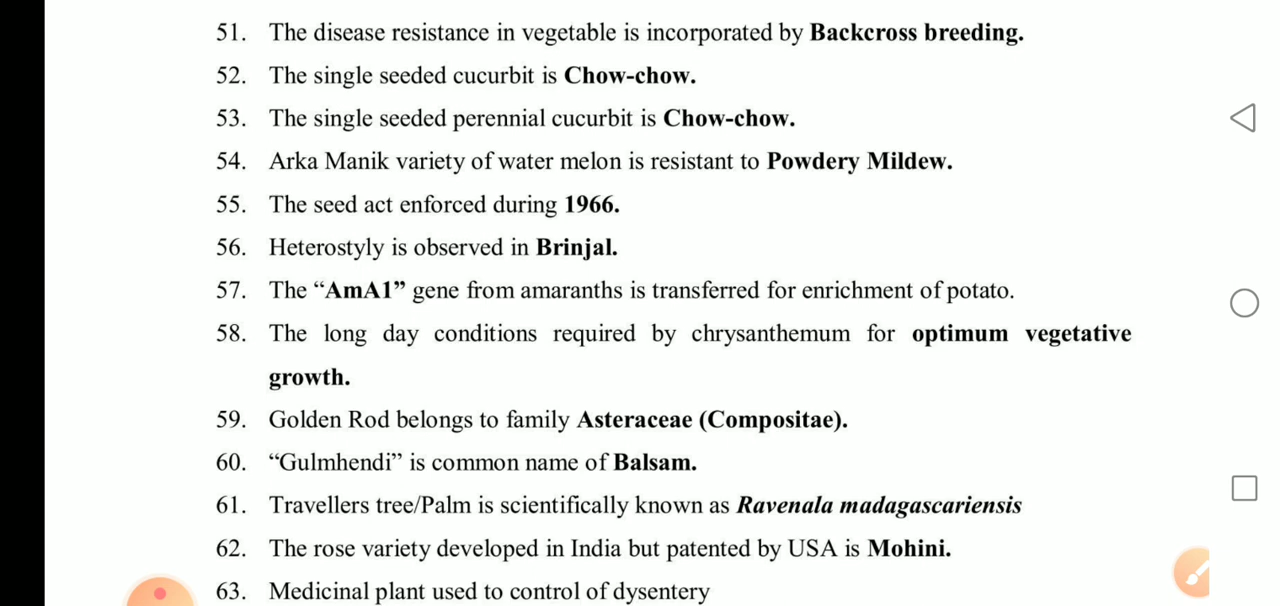 51. The disease resistance in vegetable is incorporated by Backcross breeding.
52. The single seeded cucurbit is Chow-chow.
53. The single seeded perennial cucurbit is Chow-chow.
54. Arka Manik variety of water melon is resistant to Powdery Mildew.
55. The seed act enforced during 1966.
56. Heterostyly is observed in Brinjal.
57. The “AmA1” gene from amaranths is transferred for enrichment of potato.
58. The long day conditions required by chrysanthemum for optimum vegetative
growth.
59. Golden Rod belongs to family Asteraceae (Compositae).
60. “Gulmhendi” is common name of Balsam.
61. Travellers tree/Palm is scientifically known as Ravenala madagascariensis
62. The rose variety developed in India but patented by USA is Mohini.
63. Medicinal plant used to control of dysentery